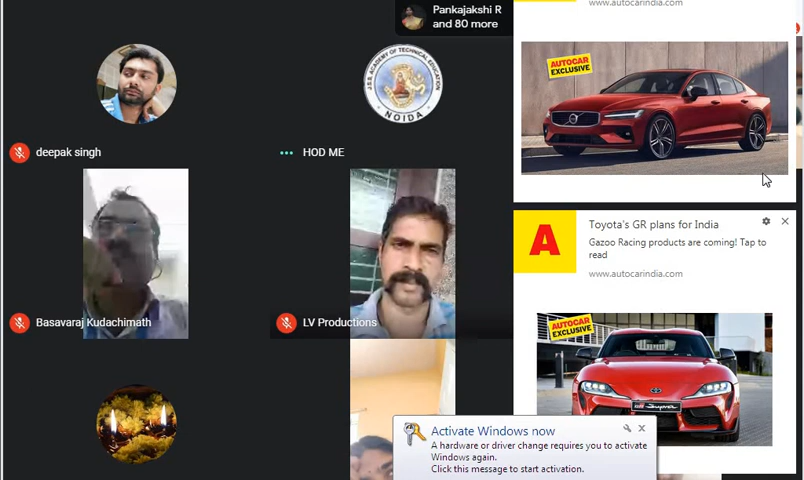 Pankajakshi R
and 80 more
www.autocarindia.com
AUTOCAR
EXCLUSIVE
J.S.S. ACADEMY OF TECHNICAL EDUCATION
NOIDA
deepak singh
HOD ME
A
Toyota's GR plans for India
Gazoo Racing products are coming! Tap to
read
www.autocarindia.com
AUTOCAR
EXCLUSIVE
Supra
Basavaraj Kudachimath
LV Productions
Activate Windows now
A hardware or driver change requires you to activate
Windows again.
Click this message to start activation.